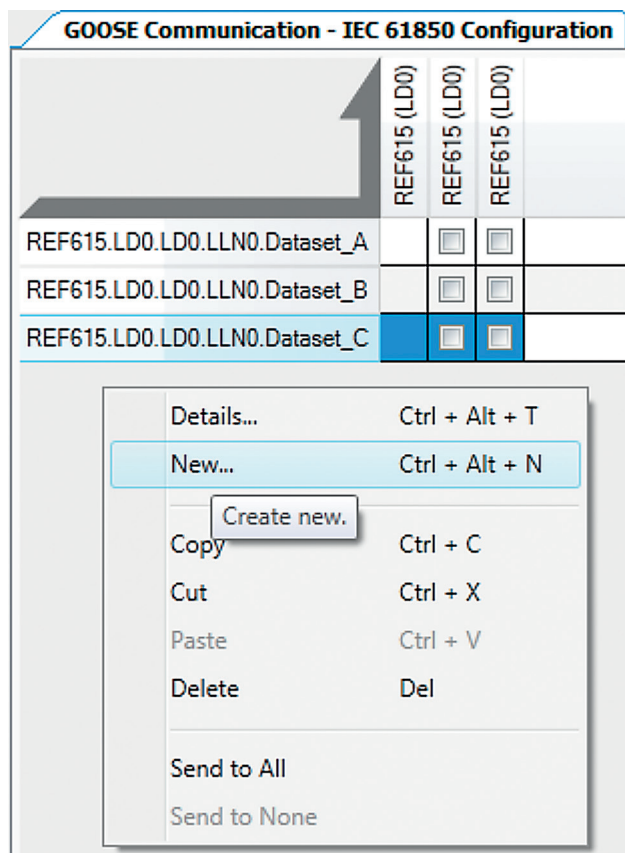 GOOSE Communication - IEC 61850 Configuration
REF615 (LD0)
REF615 (LD0)
REF615 (LD0)
REF615.LD0.LD0.LLN0.Dataset_A
REF615.LD0.LD0.LLN0.Dataset_B
REF615.LD0.LD0.LLN0.Dataset_C
Details... Ctrl + Alt + T
New... Ctrl + Alt + N
Create new.
Copy Ctrl + C
Cut Ctrl + X
Paste Ctrl + V
Delete Del
Send to All
Send to None